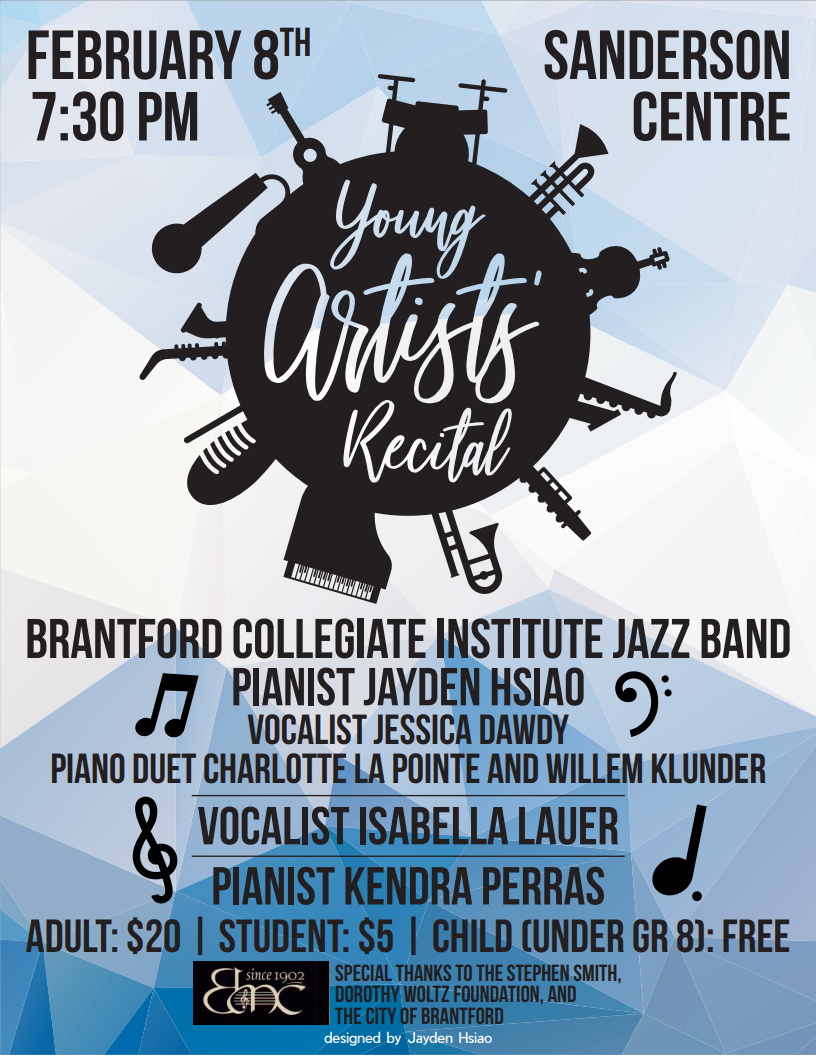 FEBRUARY 8TH
7:30 PM
SANDERSON
CENTRE
Young
Artists'
Recital
BRANTFORD COLLEGIATE INSTITUTE JAZZ BAND
PIANIST JAYDEN HSIAO
VOCALIST JESSICA DAWDY
PIANO DUET CHARLOTTE LA POINTE AND WILLEM KLUNDER
VOCALIST ISABELLA LAUER
PIANIST KENDRA PERRAS
ADULT: $20 | STUDENT: $5 | CHILD (UNDER GR 8): FREE
since 1902
SPECIAL THANKS TO THE STEPHEN SMITH,
DOROTHY WOLTZ FOUNDATION, AND
THE CITY OF BRANTFORD
designed by Jayden Hsiao